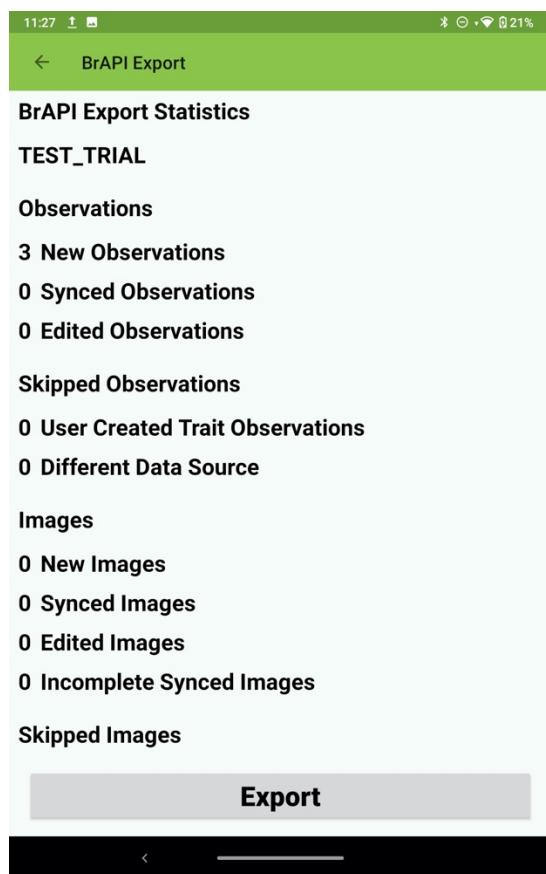 11:27 21%
BrAPI Export
BrAPI Export Statistics
TEST_TRIAL
Observations
3 New Observations
0 Synced Observations
0 Edited Observations
Skipped Observations
0 User Created Trait Observations
0 Different Data Source
Images
0 New Images
0 Synced Images
0 Edited Images
0 Incomplete Synced Images
Skipped Images
Export